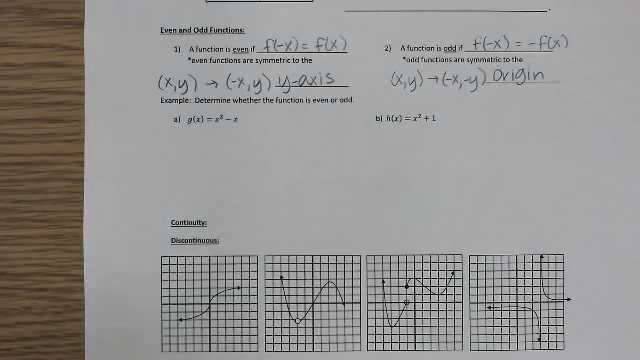 Even and Odd Functions:
1) A function is even if f(-x) = f(x)
*even functions are symmetric to the
(x,y) → (-x,y) y-axis
2) A function is odd if f(-x) = -f(x)
*odd functions are symmetric to the
(x,y) → (-x,-y) origin
Example: Determine whether the function is even or odd.
a) g(x) = x³ − x
b) h(x) = x² + 1
Continuity:
Discontinuous: